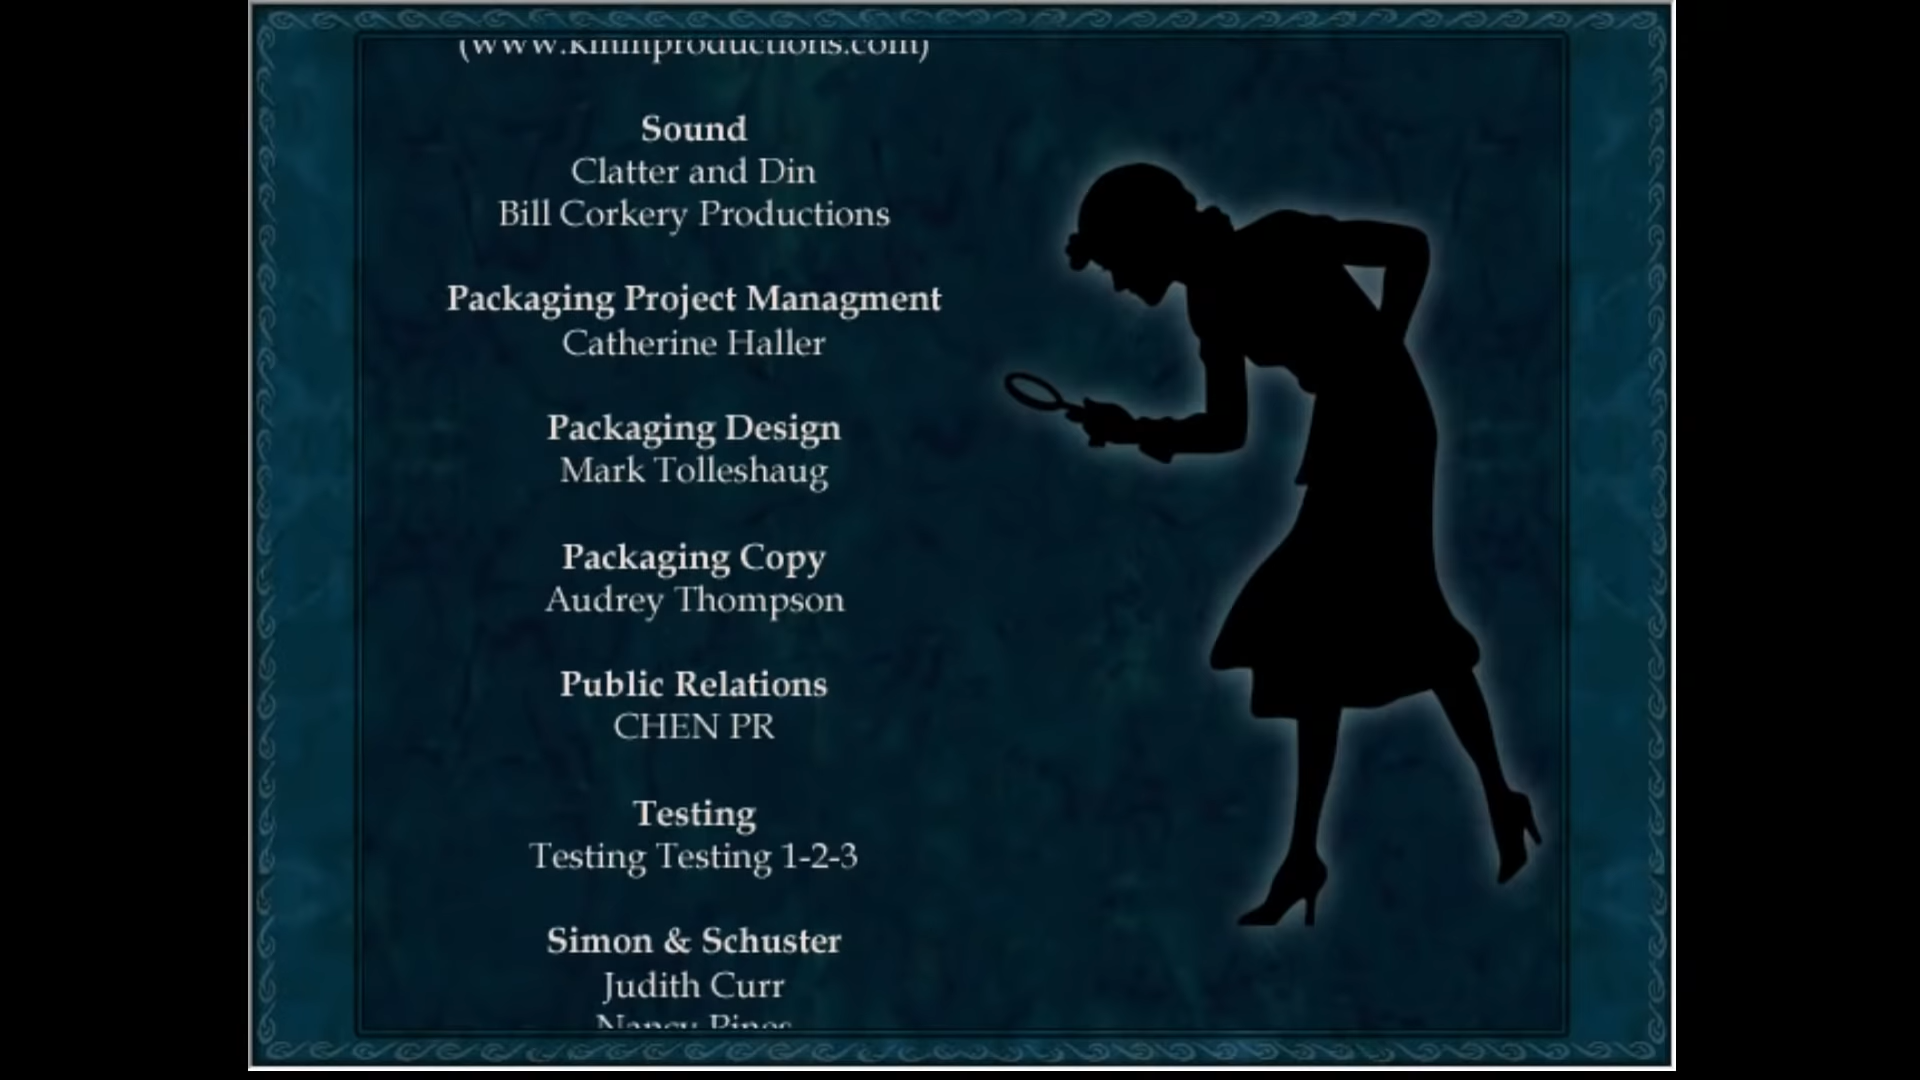 Sound
Clatter and Din
Bill Corkery Productions
Packaging Project Managment
Catherine Haller
Packaging Design
Mark Tolleshaug
Packaging Copy
Audrey Thompson
Public Relations
CHEN PR
Testing
Testing Testing 1-2-3
Simon & Schuster
Judith Curr